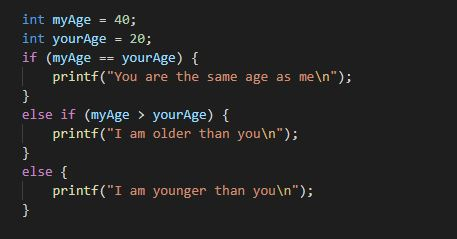 int myAge = 40;
int yourAge = 20;
if (myAge == yourAge) {
    printf("You are the same age as me\n");
}
else if (myAge > yourAge) {
    printf("I am older than you\n");
}
else {
    printf("I am younger than you\n");
}